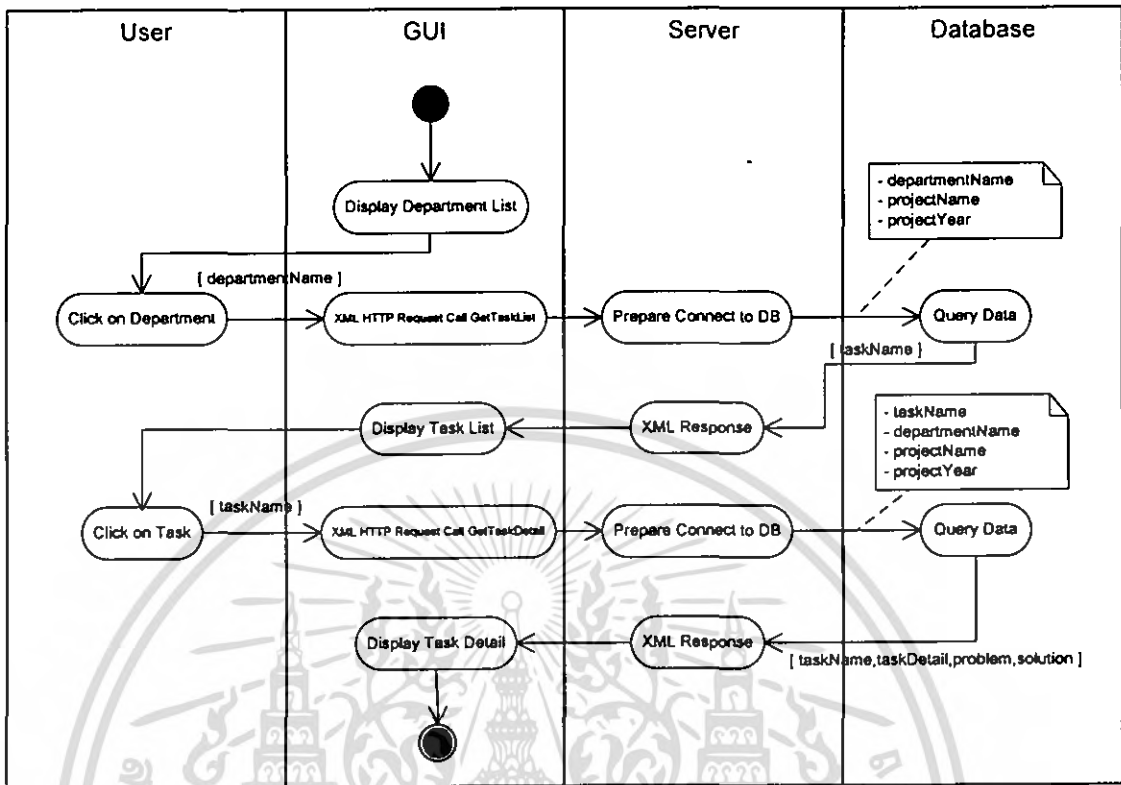 User
GUI
Server
Database
Display Department List
- departmentName
- projectName
- projectYear
[ departmentName ]
Click on Department
XML HTTP Request Call GetTaskList
Prepare Connect to DB
Query Data
[ taskName ]
Display Task List
XML Response
- taskName
- departmentName
- projectName
- projectYear
[ taskName ]
Click on Task
XML HTTP Request Call GetTaskDetail
Prepare Connect to DB
Query Data
Display Task Detail
XML Response
[ taskName,taskDetail,problem,solution ]